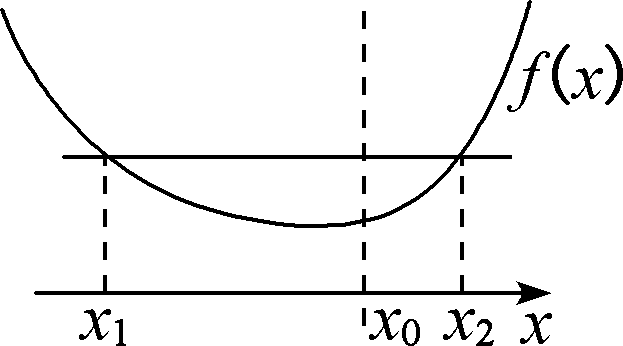 f(x)
x₁ x₀ x₂ x